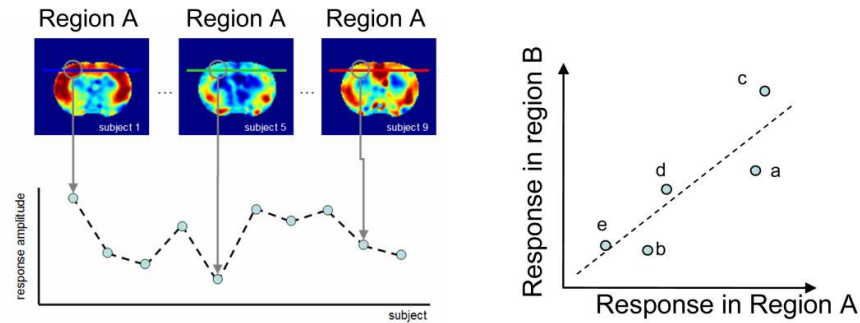 Region A
Region A
Region A
subject 1
...
subject 5
...
subject 9
response amplitude
subject
Response in region B
c
a
d
e
b
Response in Region A